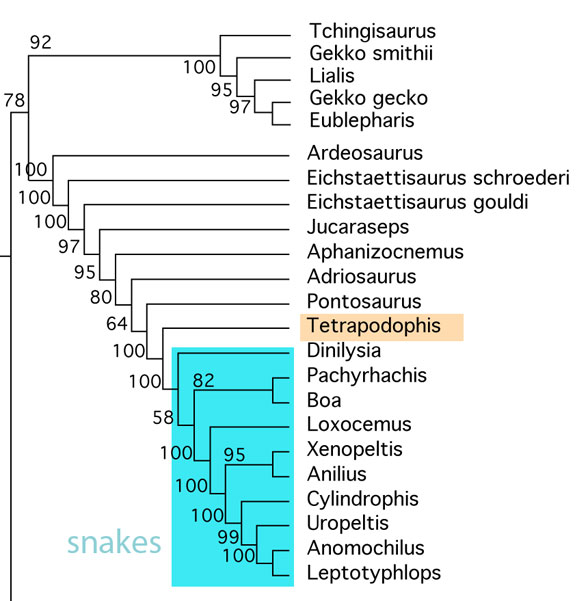 92
Tchingisaurus
Gekko smithii
100
Lialis
95
Gekko gecko
97
78
Eublepharis
Ardeosaurus
100
Eichstaettisaurus schroederi
100
Eichstaettisaurus gouldi
100
Jucaraseps
97
Aphanizocnemus
95
Adriosaurus
80
Pontosaurus
64
Tetrapodophis
100
Dinilysia
100
82
Pachyrhachis
Boa
58
Loxocemus
100
95
Xenopeltis
Anilius
100
Cylindrophis
100
Uropeltis
99
snakes
Anomochilus
100
Leptotyphlops